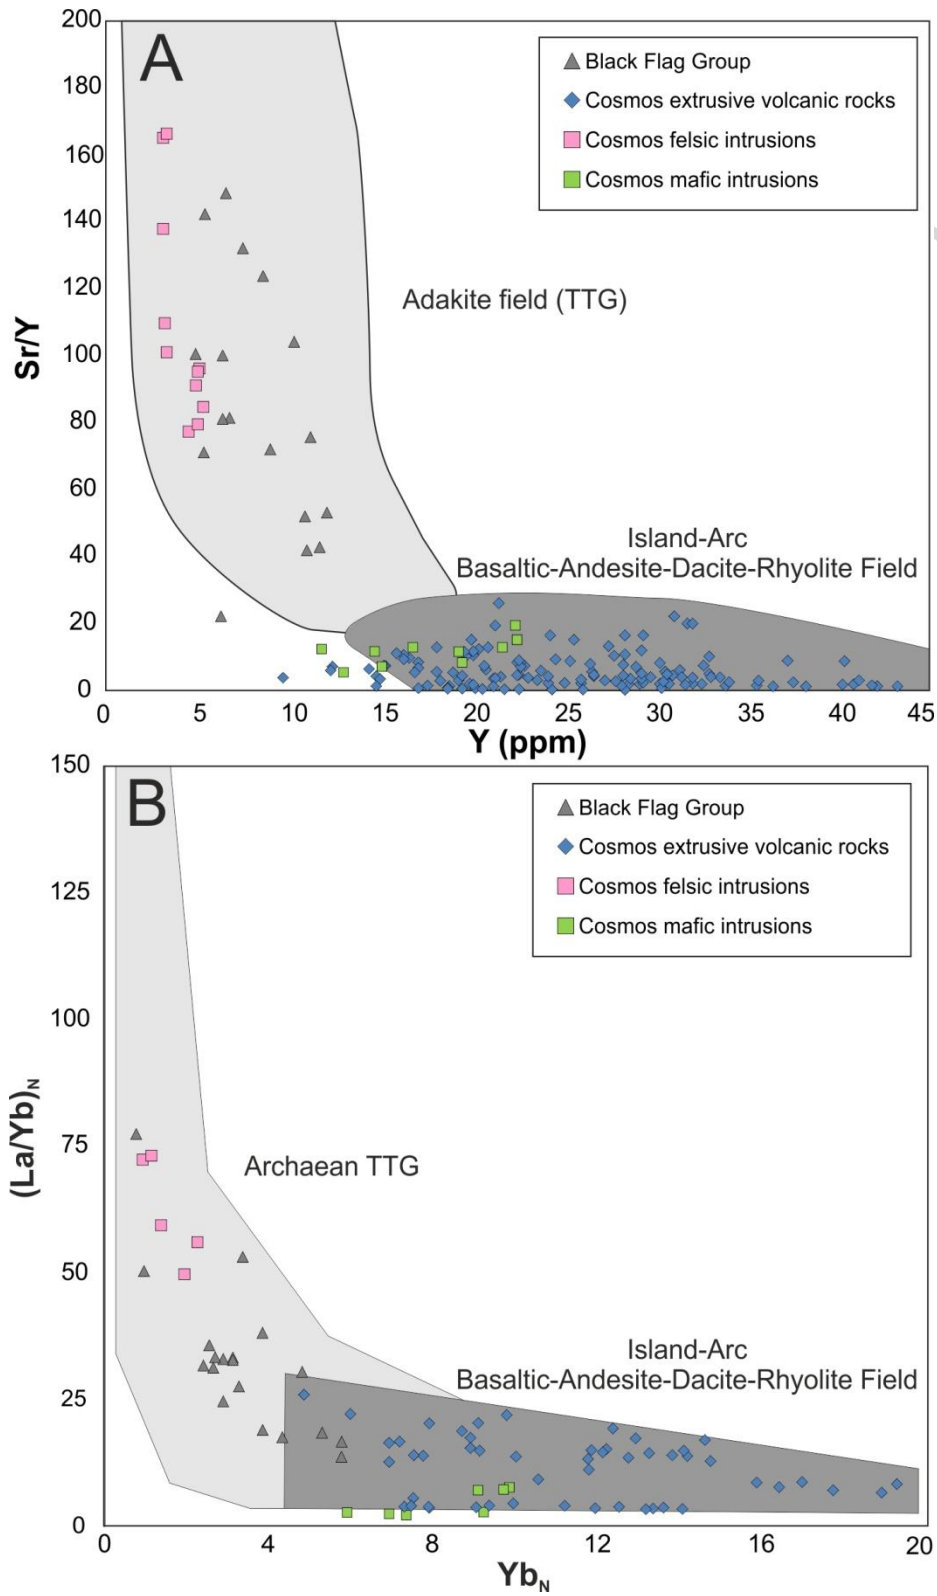 A
200
180
160
140
120
100
80
60
40
20
0
Sr/Y
Black Flag Group
Cosmos extrusive volcanic rocks
Cosmos felsic intrusions
Cosmos mafic intrusions
Adakite field (TTG)
Island-Arc
Basaltic-Andesite-Dacite-Rhyolite Field
0 5 10 15 20 25 30 35 40 45
Y (ppm)
B
150
125
100
75
50
25
0
(La/Yb)N
Black Flag Group
Cosmos extrusive volcanic rocks
Cosmos felsic intrusions
Cosmos mafic intrusions
Archaean TTG
Island-Arc
Basaltic-Andesite-Dacite-Rhyolite Field
0 4 8 12 16 20
YbN